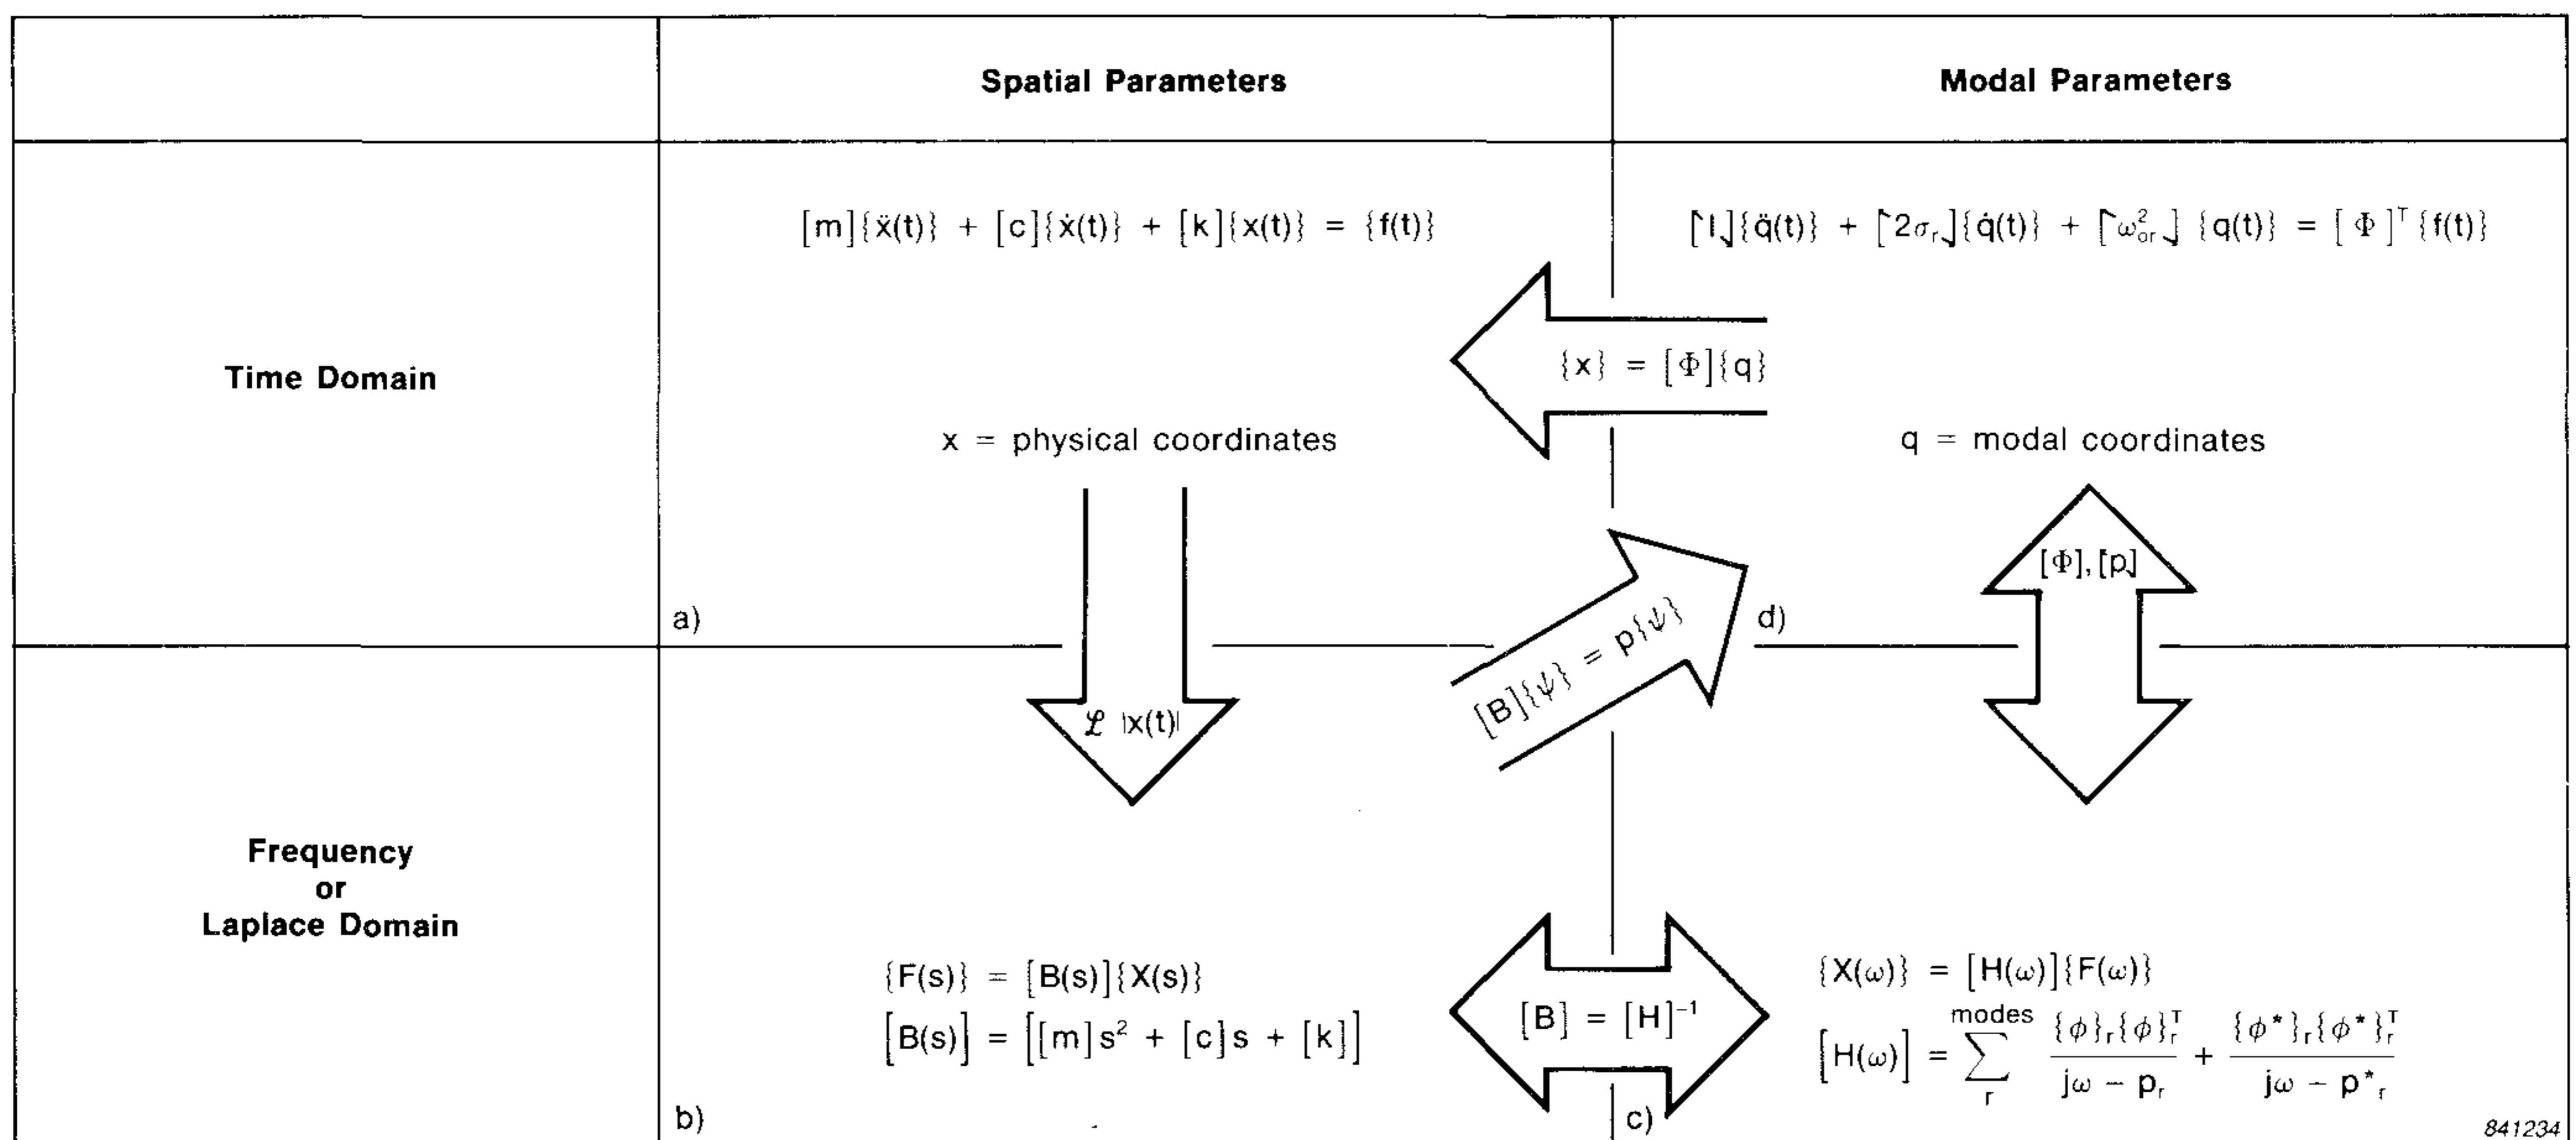 Spatial Parameters
Modal Parameters
Time Domain
[m]{ẍ(t)} + [c]{ẋ(t)} + [k]{x(t)} = {f(t)}
x = physical coordinates
a)
⌈I⌋{q̈(t)} + ⌈2σᵣ⌋{q̇(t)} + ⌈ω²ₒᵣ⌋ {q(t)} = [Φ]ᵀ{f(t)}
{x} = [Φ]{q}
q = modal coordinates
[Φ], ⌈p⌋
d)
ℒ |x(t)|
[B]{ψ} = p{ψ}
Frequency
or
Laplace Domain
{F(s)} = [B(s)]{X(s)}
[B(s)] = [[m]s² + [c]s + [k]]
b)
[B] = [H]⁻¹
c)
{X(ω)} = [H(ω)]{F(ω)}
[H(ω)] = modes ∑ r {ϕ}ᵣ{ϕ}ᵣᵀ / jω − pᵣ + {ϕ*}ᵣ{ϕ*}ᵣᵀ / jω − p*ᵣ
841234